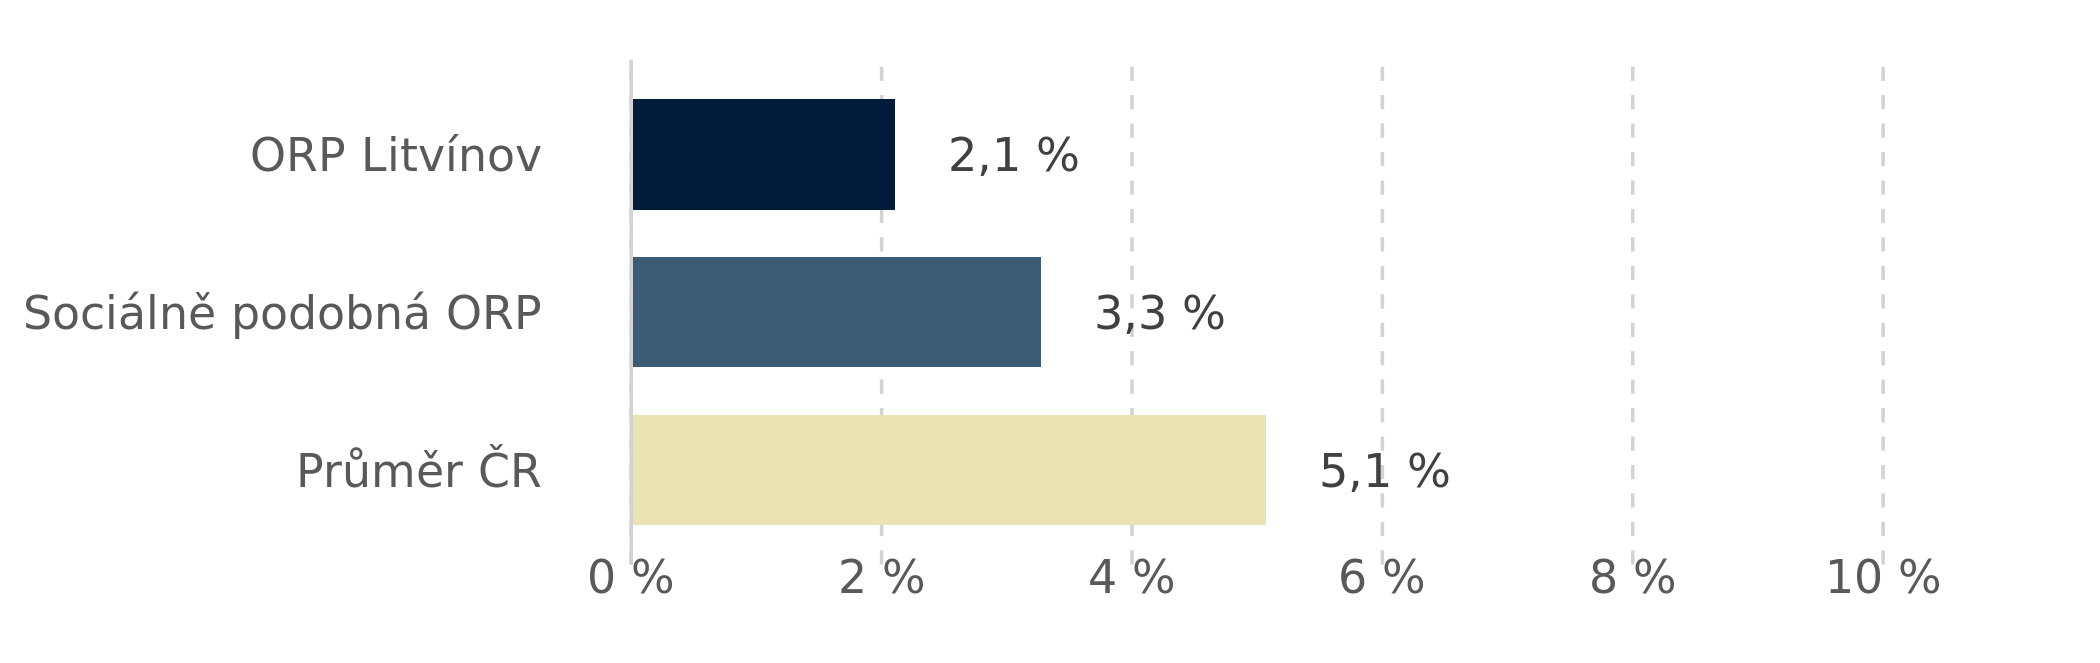 ORP Litvínov 2,1 %
Sociálně podobná ORP 3,3 %
Průměr ČR 5,1 %
0 % 2 % 4 % 6 % 8 % 10 %